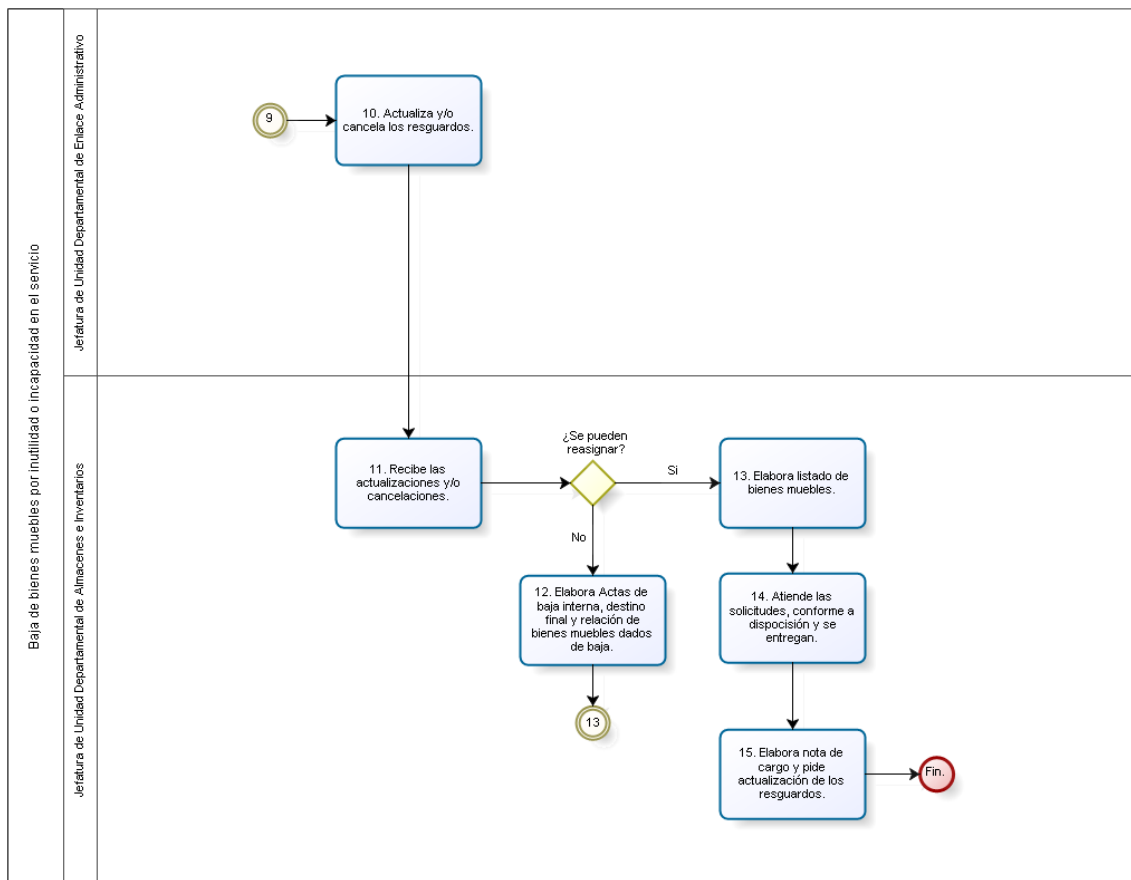 Baja de bienes muebles por inutilidad o incapacidad en el servicio
Jefatura de Unidad Departamental de Enlace Administrativo
9
10. Actualiza y/o
cancela los resguardos.
Jefatura de Unidad Departamental de Almacenes e Inventarios
11. Recibe las
actualizaciones y/o
cancelaciones.
¿Se pueden
reasignar?
Si
No
13. Elabora listado de
bienes muebles.
12. Elabora Actas de
baja interna, destino
final y relación de
bienes muebles dados
de baja.
13
14. Atiende las
solicitudes, conforme a
disposición y se
entregan.
15. Elabora nota de
cargo y pide
actualización de los
resguardos.
Fin.